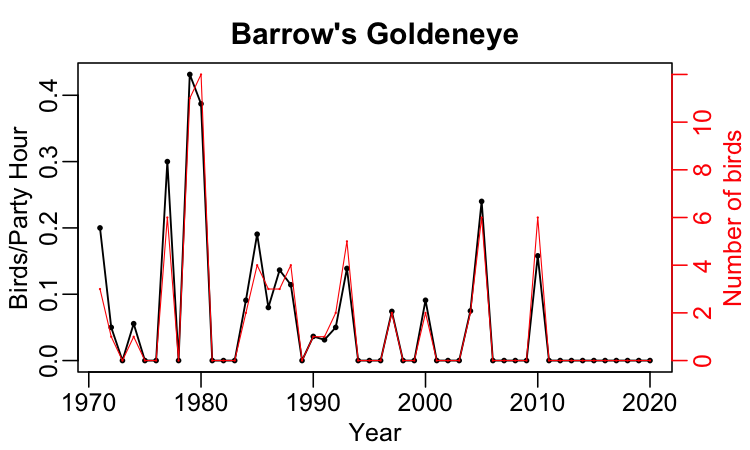 Barrow's Goldeneye
Birds/Party Hour
0.0 0.1 0.2 0.3 0.4
Number of birds
0 2 4 6 8 10
1970 1980 1990 2000 2010 2020
Year